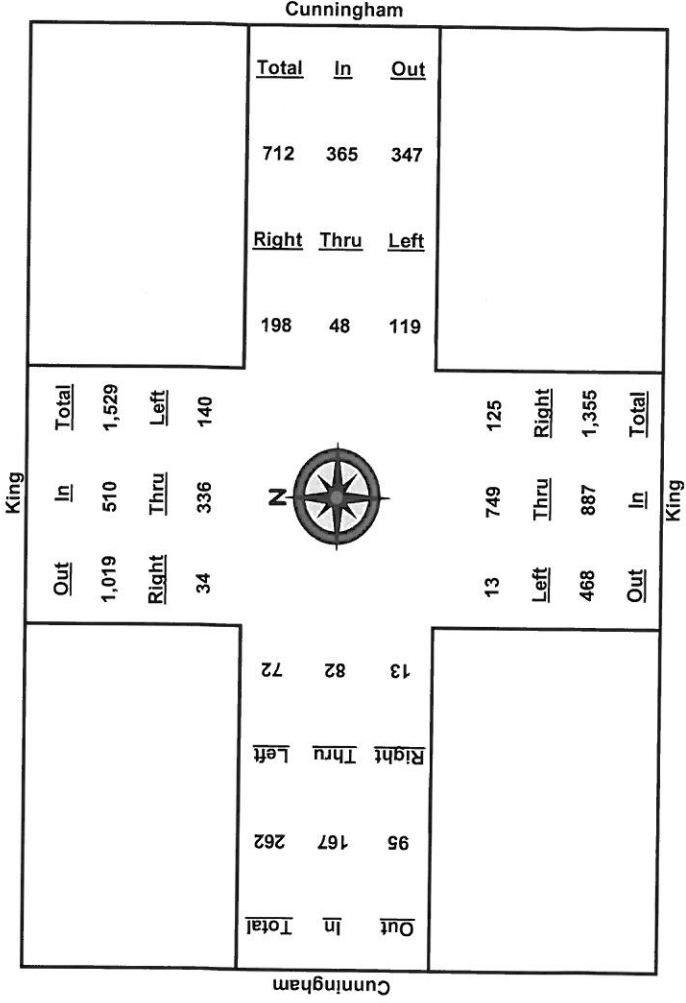 Cunningham
Total In Out
712 365 347
Right Thru Left
198 48 119
King
Out In Total
1,019 510 1,529
Right Thru Left
34 336 140
N
13 749 125
Left Thru Right
468 887 1,355
Out In Total
King
72 82 13
Left Thru Right
262 167 95
Total In Out
Cunningham